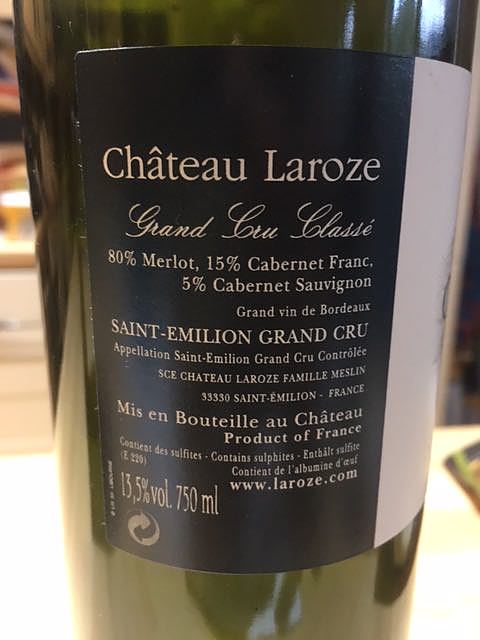 Château Laroze
Grand Cru Classé
80% Merlot, 15% Cabernet Franc,
5% Cabernet Sauvignon
Grand vin de Bordeaux
SAINT-EMILION GRAND CRU
Appellation Saint-Emilion Grand Cru Contrôlée
SCE CHATEAU LAROZE FAMILLE MESLIN
33330 SAINT-ÉMILION - FRANCE
Mis en Bouteille au Château
Product of France
Contient des sulfites - Contains sulphites - Enthält sulfite
(E 220)
Contient de l'albumine d'œuf
www.laroze.com
13,5%vol. 750 ml